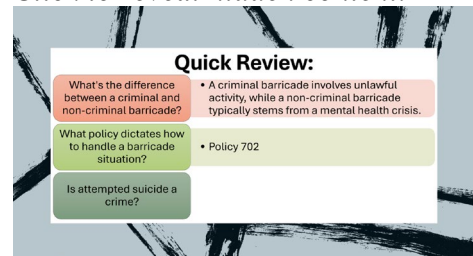 Quick Review:
What's the difference
between a criminal and
non-criminal barricade?
• A criminal barricade involves unlawful
activity, while a non-criminal barricade
typically stems from a mental health crisis.
What policy dictates how
to handle a barricade
situation?
• Policy 702
Is attempted suicide a
crime?